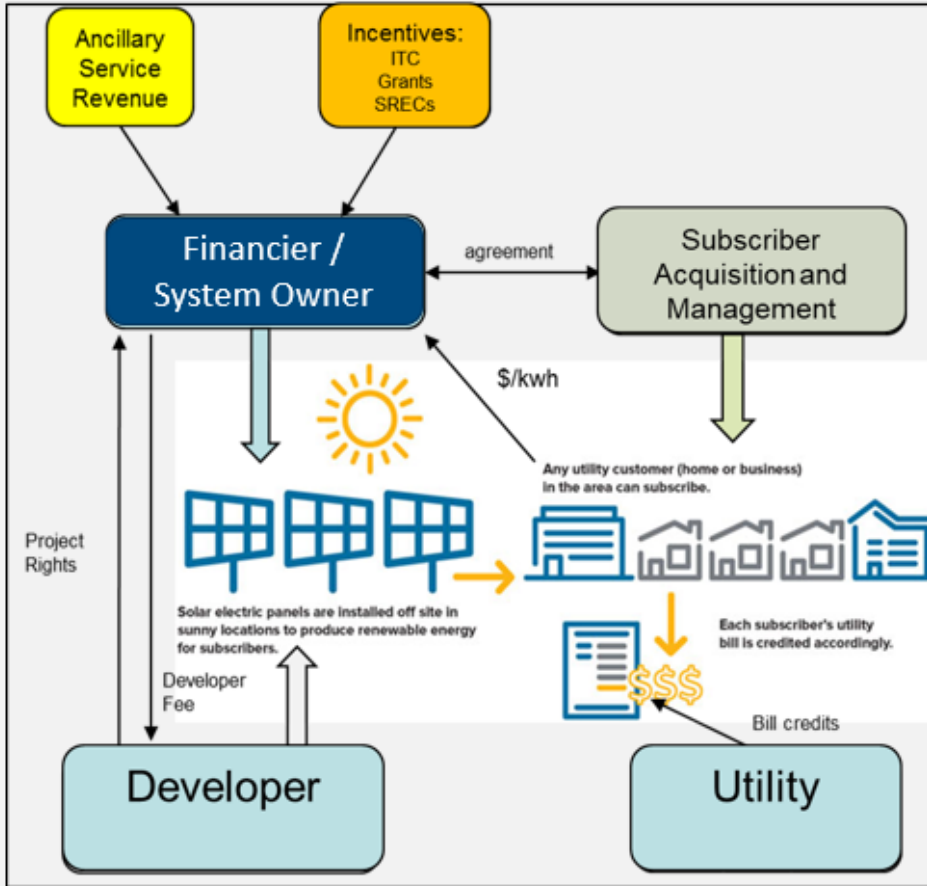 Ancillary
Service
Revenue
Incentives:
ITC
Grants
SRECs
Financier /
System Owner
agreement
Subscriber
Acquisition and
Management
$/kwh
Any utility customer (home or business)
in the area can subscribe.
Project
Rights
Solar electric panels are installed off site in
sunny locations to produce renewable energy
for subscribers.
Each subscriber's utility
bill is credited accordingly.
$$$
Developer
Fee
Bill credits
Developer
Utility